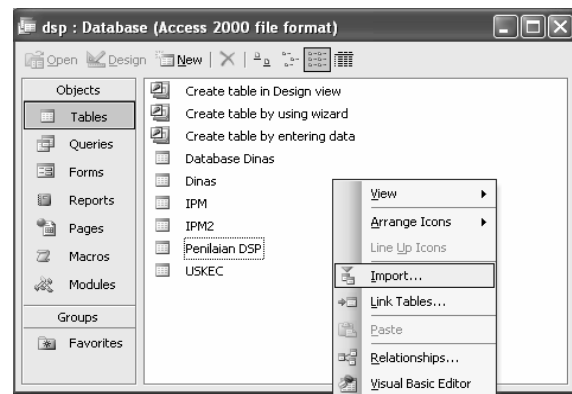 dsp : Database (Access 2000 file format)
Open Design New
Objects
Tables
Queries
Forms
Reports
Pages
Macros
Modules
Groups
Favorites
Create table in Design view
Create table by using wizard
Create table by entering data
Database Dinas
Dinas
IPM
IPM2
Penilaian DSP
USKEC
View
Arrange Icons
Line Up Icons
Import...
Link Tables...
Paste
Relationships...
Visual Basic Editor